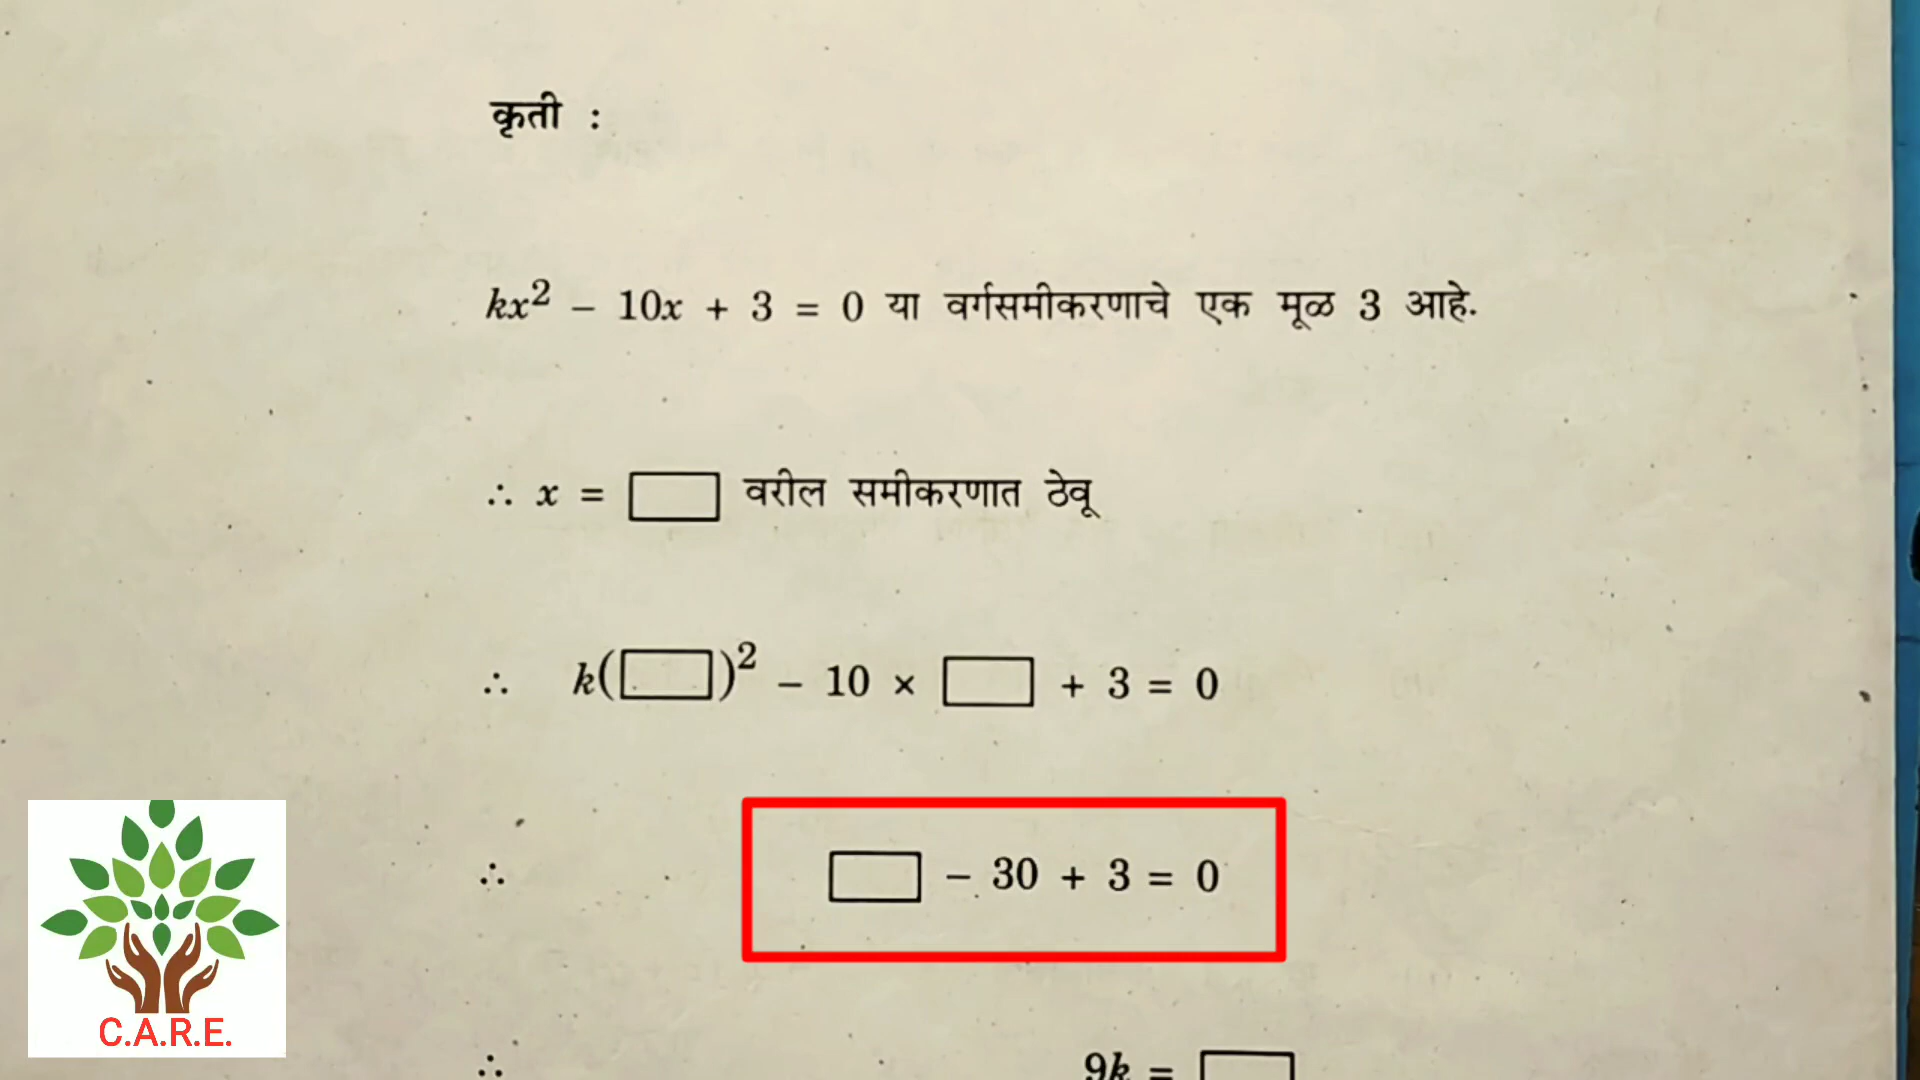 कृती :
kx² – 10x + 3 = 0 या वर्गसमीकरणाचे एक मूळ 3 आहे.
∴ x = □ वरील समीकरणात ठेवू
∴ k(□)² – 10 × □ + 3 = 0
∴ □ – 30 + 3 = 0
∴ 9k = □
C.A.R.E.